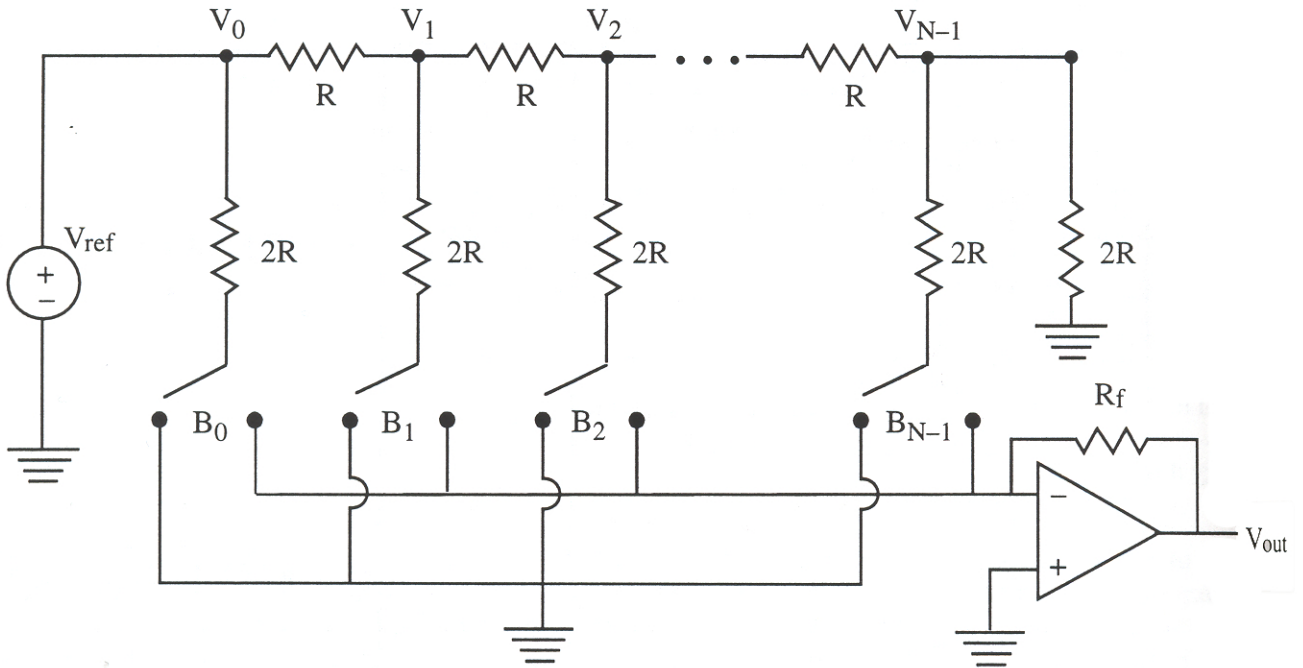 V0 V1 V2 VN–1
R R R
Vref
+
–
2R 2R 2R 2R 2R
B0 B1 B2 BN–1
Rf
–
+
Vout